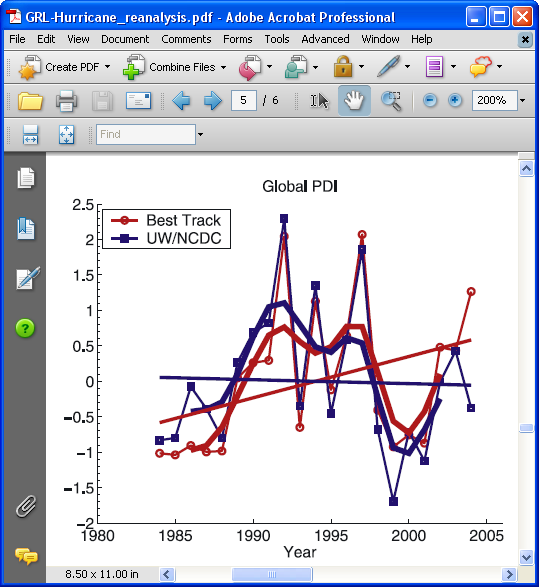 GRL-Hurricane_reanalysis.pdf - Adobe Acrobat Professional
File Edit View Document Comments Forms Tools Advanced Window Help
Create PDF Combine Files
5 / 6 200%
Find
Global PDI
Best Track
UW/NCDC
2.5
2
1.5
1
0.5
0
−0.5
−1
−1.5
−2
1980 1985 1990 1995 2000 2005
Year
8.50 x 11.00 in